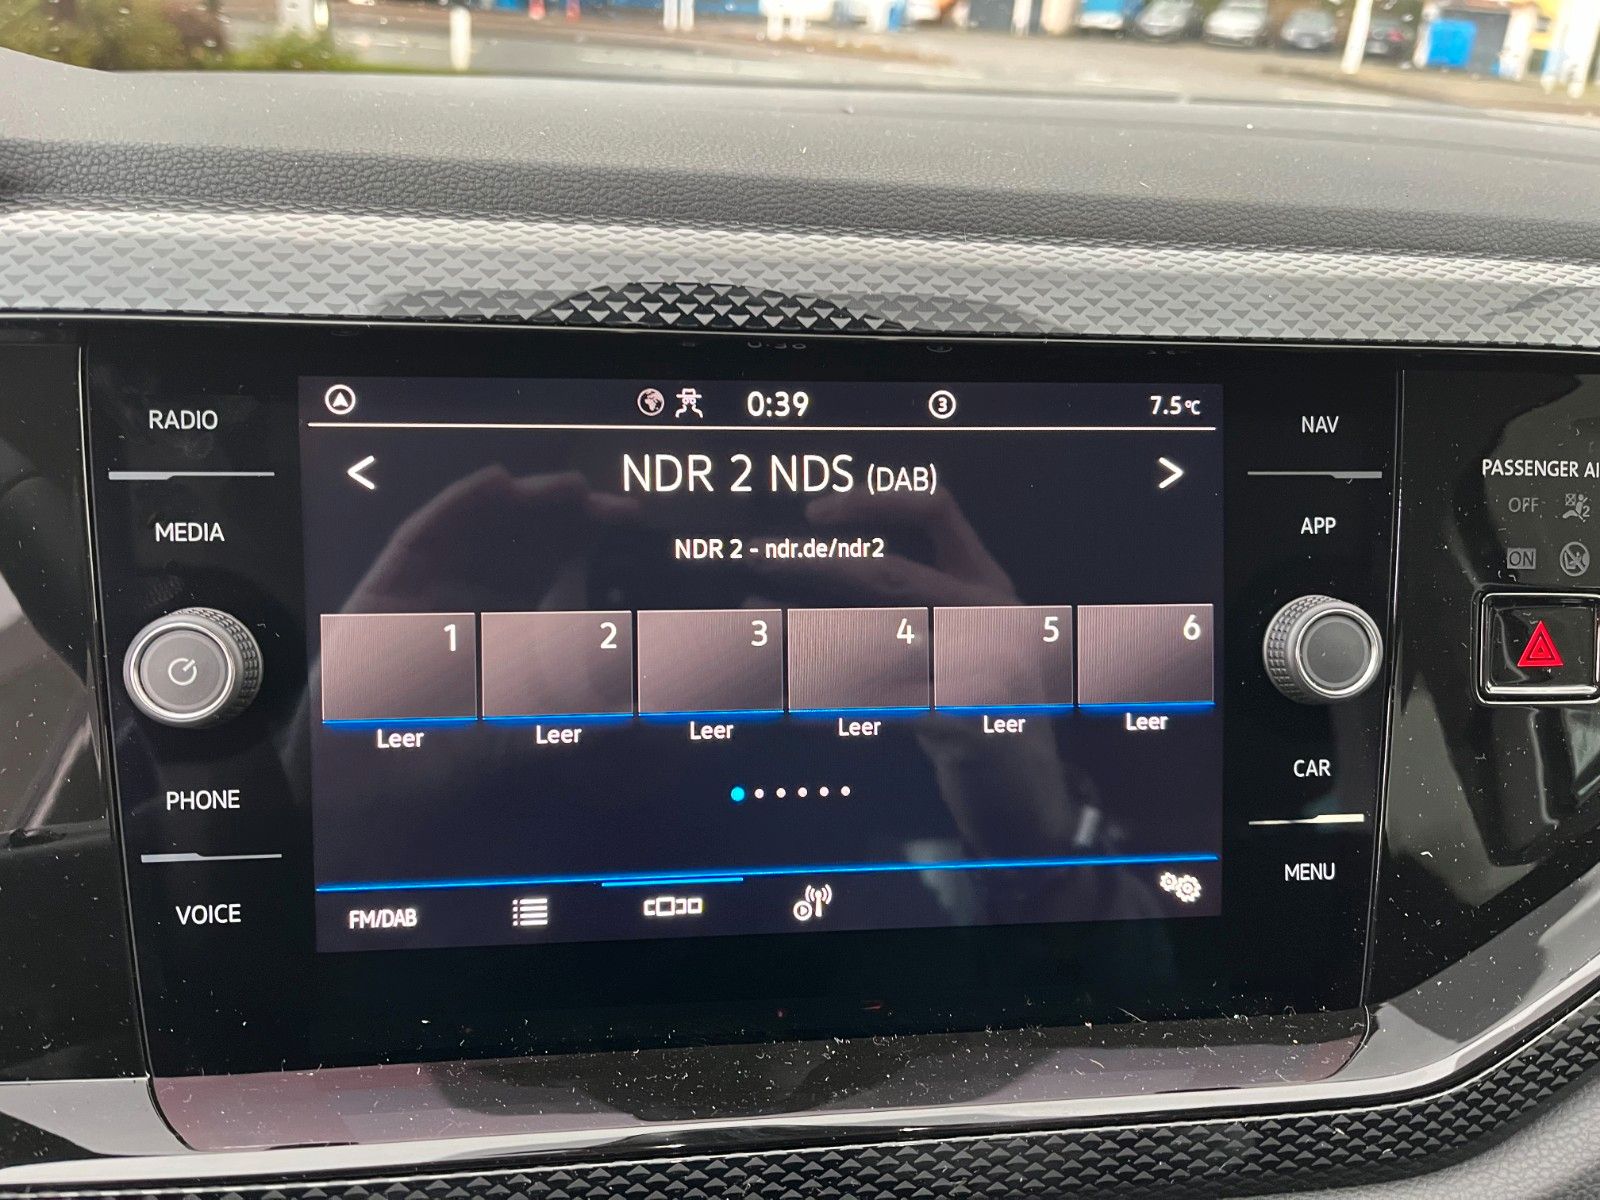 RADIO
MEDIA
PHONE
VOICE
0:39
3
7.5°C
< NDR 2 NDS (DAB) >
NDR 2 - ndr.de/ndr2
1 2 3 4 5 6
Leer Leer Leer Leer Leer Leer
FM/DAB
NAV
APP
CAR
MENU
PASSENGER AI
OFF 2
ON